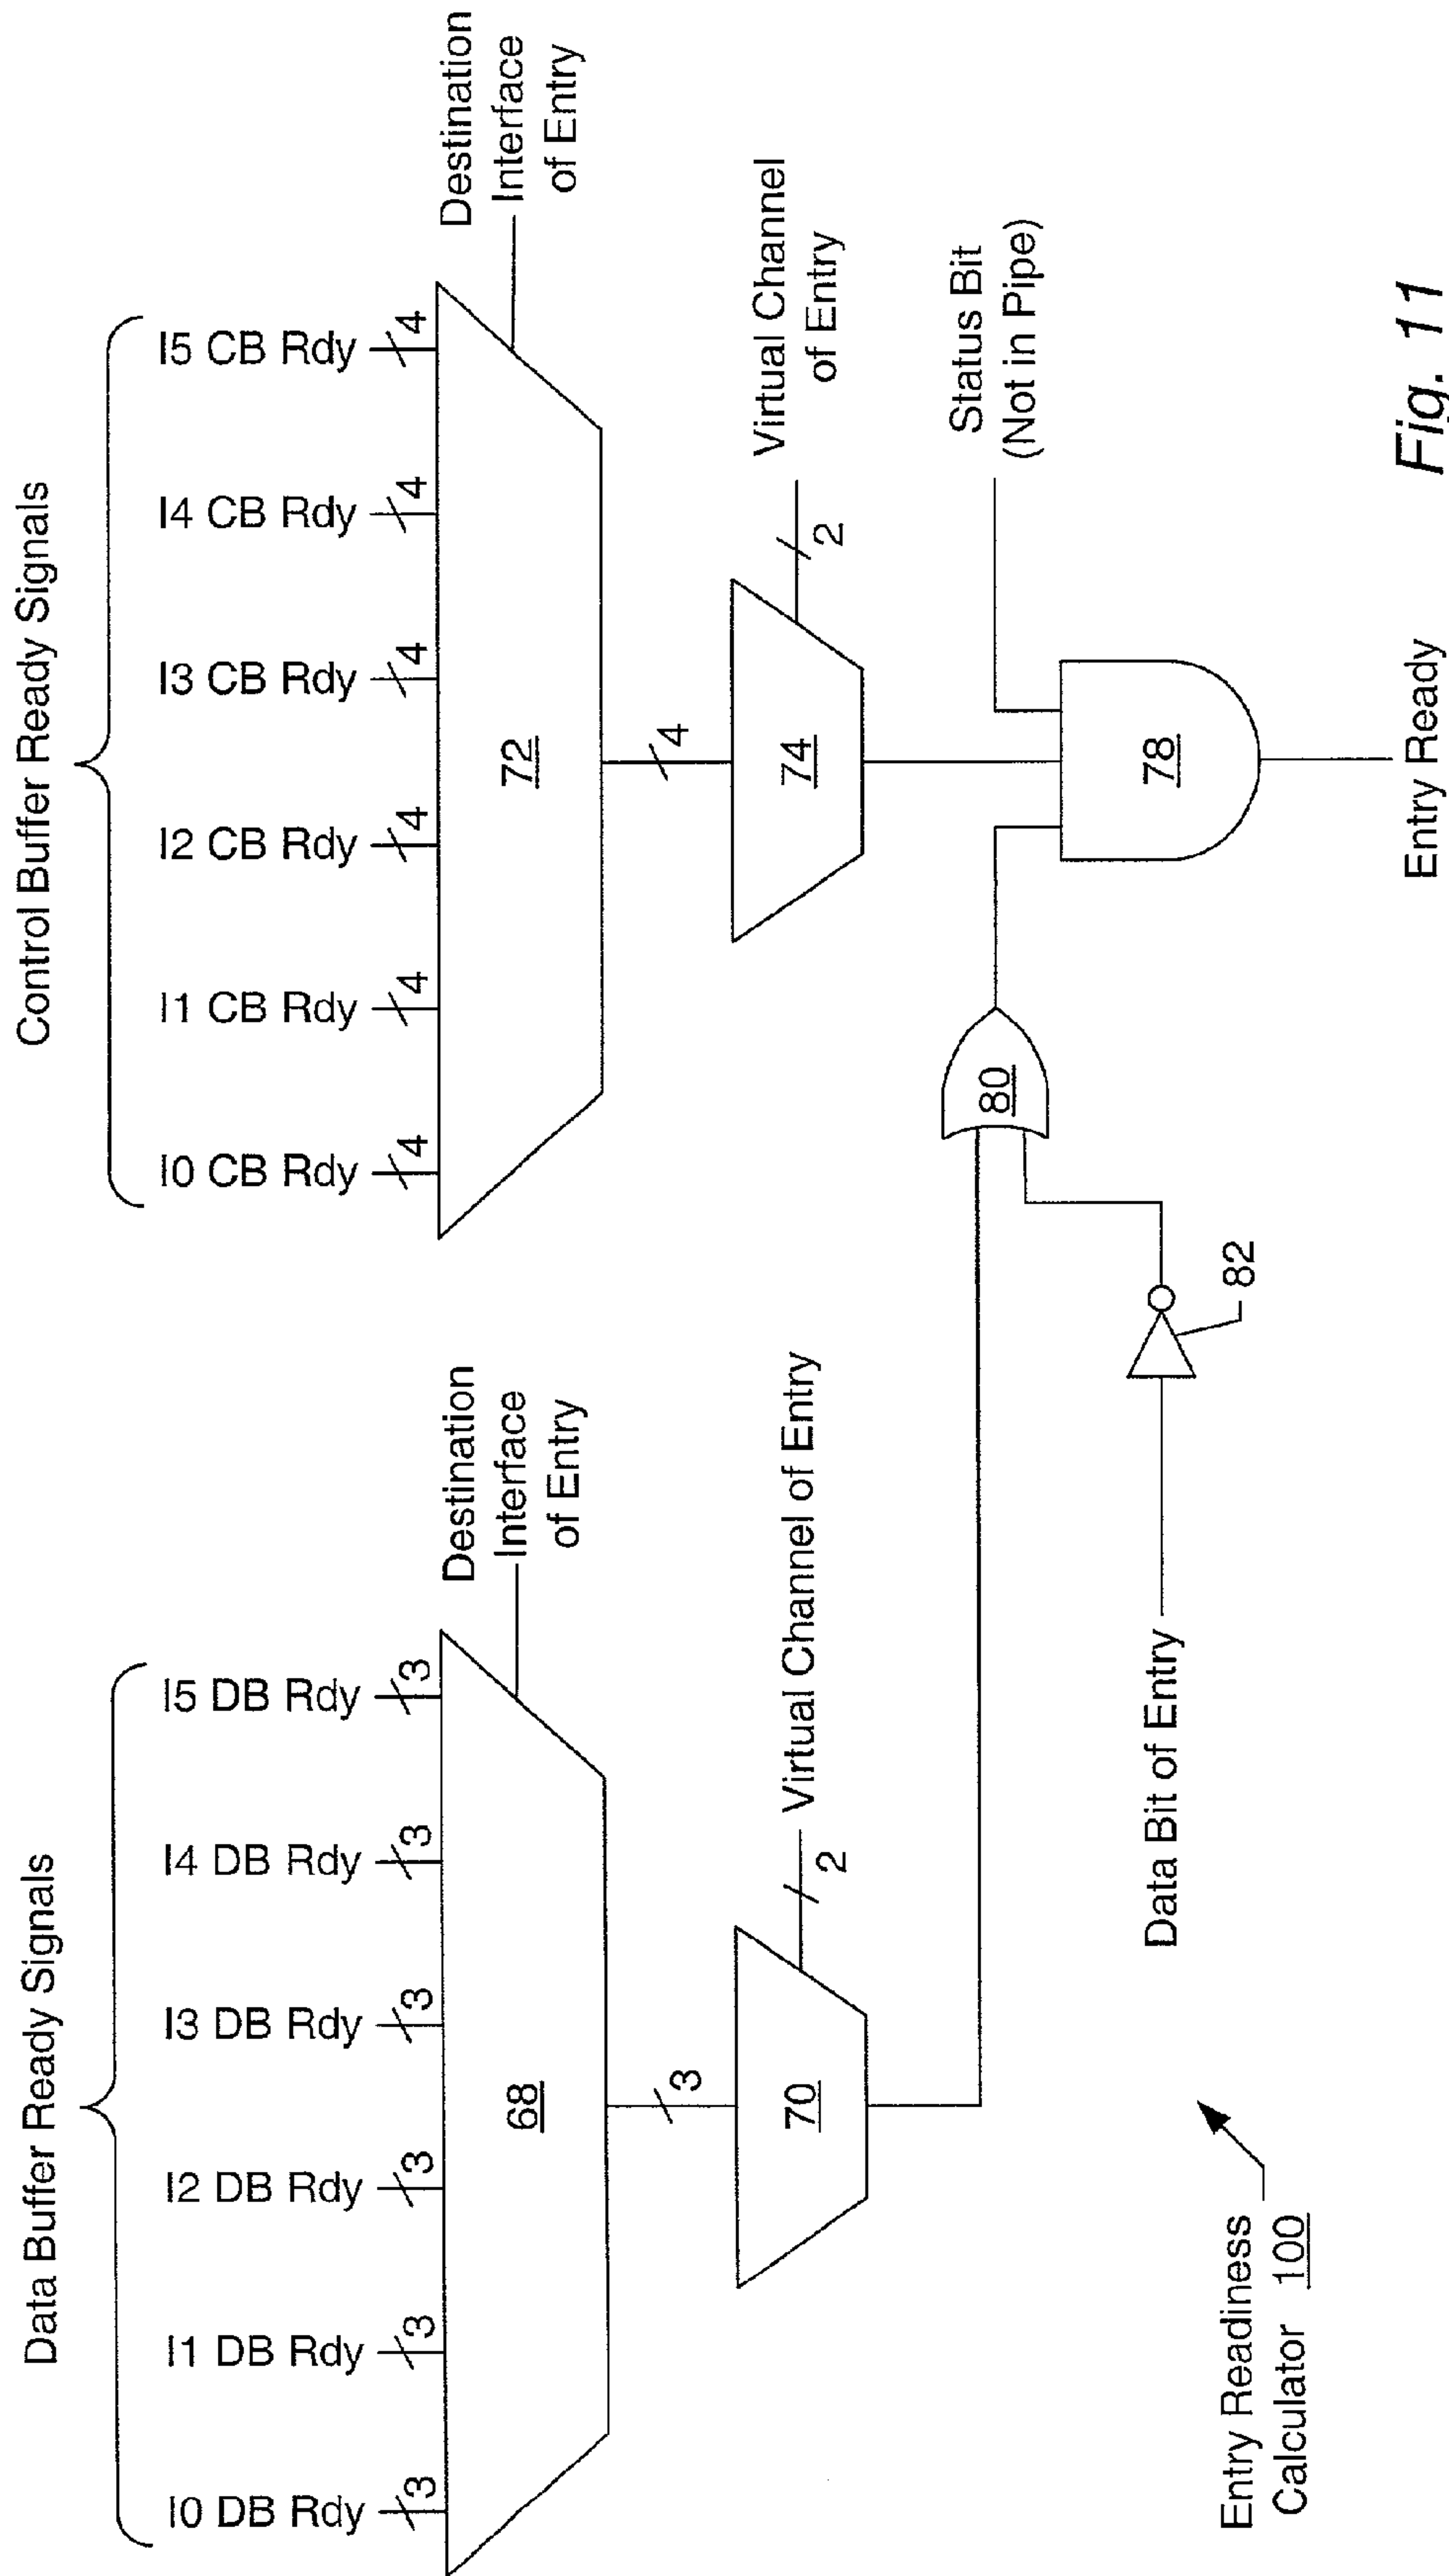 Data Buffer Ready Signals
Control Buffer Ready Signals
I0 DB Rdy
I1 DB Rdy
I2 DB Rdy
I3 DB Rdy
I4 DB Rdy
I5 DB Rdy
I0 CB Rdy
I1 CB Rdy
I2 CB Rdy
I3 CB Rdy
I4 CB Rdy
I5 CB Rdy
3
3
3
3
3
3
4
4
4
4
4
4
68
Destination
Interface
of Entry
72
Destination
Interface
of Entry
3
4
70
2
Virtual Channel of Entry
74
2
Virtual Channel
of Entry
80
Status Bit
(Not in Pipe)
Data Bit of Entry
82
78
Entry Readiness
Calculator 100
Entry Ready
Fig. 11